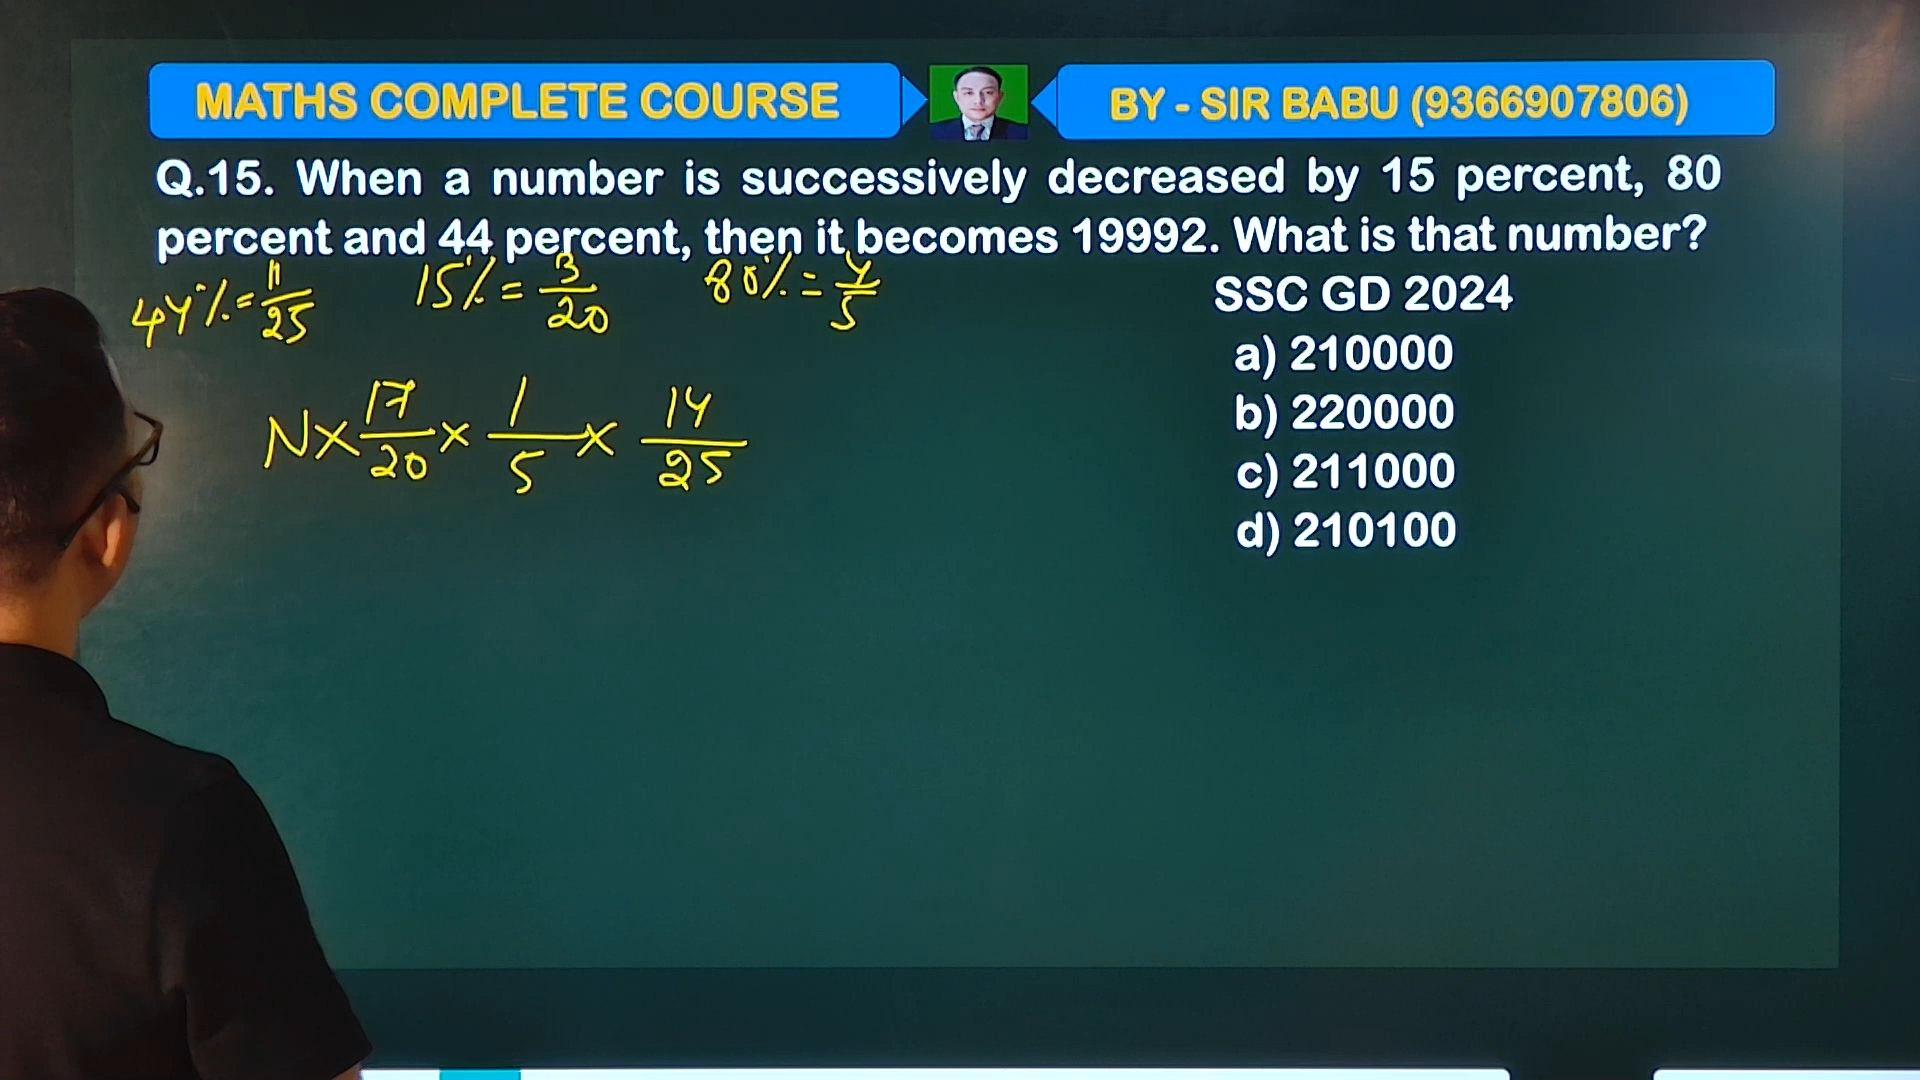 MATHS COMPLETE COURSE
BY - SIR BABU (9366907806)
Q.15. When a number is successively decreased by 15 percent, 80
percent and 44 percent, then it becomes 19992. What is that number?
44% = 11/25 15% = 3/20 80% = 4/5
SSC GD 2024
a) 210000
N × 17/20 × 1/5 × 14/25
b) 220000
c) 211000
d) 210100